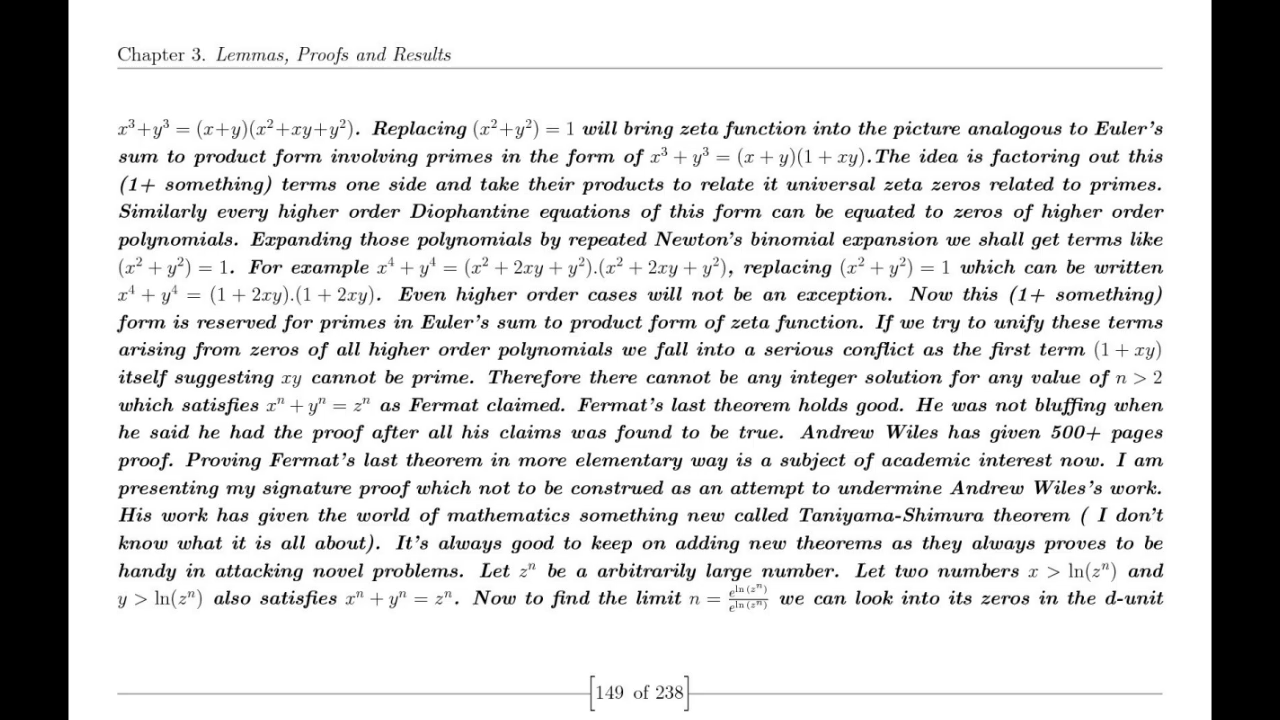 Chapter 3. Lemmas, Proofs and Results
x³+y³ = (x+y)(x²+xy+y²). Replacing (x²+y²) = 1 will bring zeta function into the picture analogous to Euler's
sum to product form involving primes in the form of x³ + y³ = (x + y)(1 + xy).The idea is factoring out this
(1+ something) terms one side and take their products to relate it universal zeta zeros related to primes.
Similarly every higher order Diophantine equations of this form can be equated to zeros of higher order
polynomials. Expanding those polynomials by repeated Newton's binomial expansion we shall get terms like
(x² + y²) = 1. For example x⁴ + y⁴ = (x² + 2xy + y²).(x² + 2xy + y²), replacing (x² + y²) = 1 which can be written
x⁴ + y⁴ = (1 + 2xy).(1 + 2xy). Even higher order cases will not be an exception. Now this (1+ something)
form is reserved for primes in Euler's sum to product form of zeta function. If we try to unify these terms
arising from zeros of all higher order polynomials we fall into a serious conflict as the first term (1 + xy)
itself suggesting xy cannot be prime. Therefore there cannot be any integer solution for any value of n > 2
which satisfies xⁿ + yⁿ = zⁿ as Fermat claimed. Fermat's last theorem holds good. He was not bluffing when
he said he had the proof after all his claims was found to be true. Andrew Wiles has given 500+ pages
proof. Proving Fermat's last theorem in more elementary way is a subject of academic interest now. I am
presenting my signature proof which not to be construed as an attempt to undermine Andrew Wiles's work.
His work has given the world of mathematics something new called Taniyama-Shimura theorem ( I don't
know what it is all about). It's always good to keep on adding new theorems as they always proves to be
handy in attacking novel problems. Let zⁿ be a arbitrarily large number. Let two numbers x > ln(zⁿ) and
y > ln(zⁿ) also satisfies xⁿ + yⁿ = zⁿ. Now to find the limit n = e^ln(zⁿ)/e^ln(zⁿ) we can look into its zeros in the d-unit
[149 of 238]